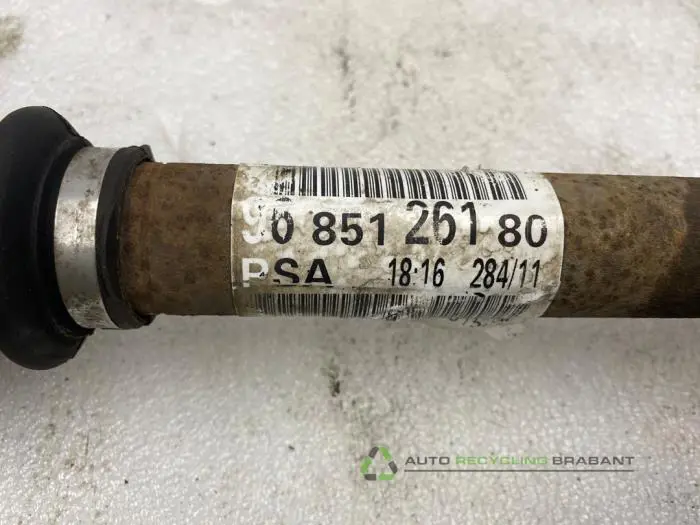 96 851 261 80
PSA 18:16 284/11
AUTO RECYCLING BRABANT